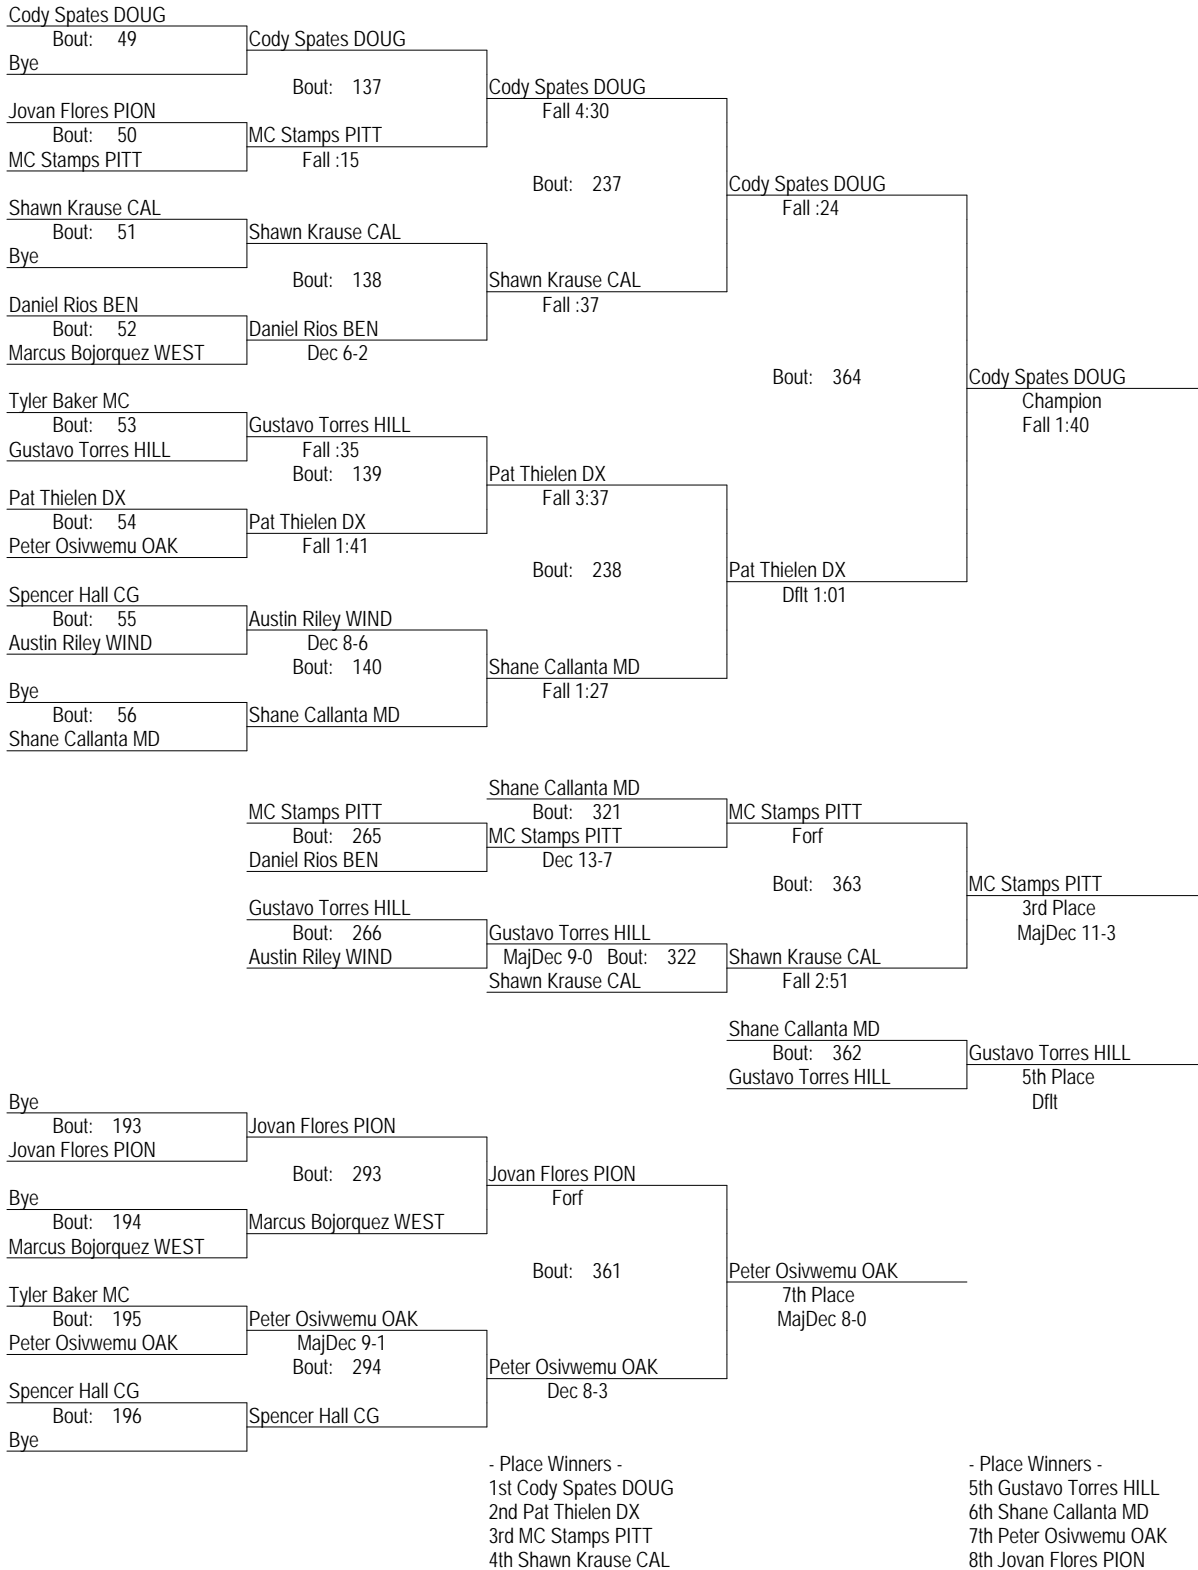 Cody Spates DOUG
Bout: 49
Bye
Cody Spates DOUG
Bout: 137
Cody Spates DOUG
Fall 4:30
Jovan Flores PION
Bout: 50
MC Stamps PITT
MC Stamps PITT
Fall :15
Bout: 237
Cody Spates DOUG
Fall :24
Shawn Krause CAL
Bout: 51
Bye
Shawn Krause CAL
Bout: 138
Shawn Krause CAL
Fall :37
Daniel Rios BEN
Bout: 52
Marcus Bojorquez WEST
Daniel Rios BEN
Dec 6-2
Bout: 364
Cody Spates DOUG
Champion
Fall 1:40
Tyler Baker MC
Bout: 53
Gustavo Torres HILL
Gustavo Torres HILL
Fall :35
Bout: 139
Pat Thielen DX
Fall 3:37
Pat Thielen DX
Bout: 54
Peter Osivwemu OAK
Pat Thielen DX
Fall 1:41
Bout: 238
Pat Thielen DX
Dflt 1:01
Spencer Hall CG
Bout: 55
Austin Riley WIND
Austin Riley WIND
Dec 8-6
Bout: 140
Shane Callanta MD
Fall 1:27
Bye
Bout: 56
Shane Callanta MD
Shane Callanta MD
Shane Callanta MD
MC Stamps PITT
Bout: 265
Daniel Rios BEN
Bout: 321
MC Stamps PITT
Dec 13-7
MC Stamps PITT
Forf
Bout: 363
MC Stamps PITT
3rd Place
MajDec 11-3
Gustavo Torres HILL
Bout: 266
Austin Riley WIND
Gustavo Torres HILL
MajDec 9-0 Bout: 322
Shawn Krause CAL
Shawn Krause CAL
Fall 2:51
Shane Callanta MD
Bout: 362
Gustavo Torres HILL
Gustavo Torres HILL
5th Place
Dflt
Bye
Bout: 193
Jovan Flores PION
Jovan Flores PION
Bout: 293
Jovan Flores PION
Forf
Bye
Bout: 194
Marcus Bojorquez WEST
Marcus Bojorquez WEST
Bout: 361
Peter Osivwemu OAK
7th Place
MajDec 8-0
Tyler Baker MC
Bout: 195
Peter Osivwemu OAK
Peter Osivwemu OAK
MajDec 9-1
Bout: 294
Peter Osivwemu OAK
Dec 8-3
Spencer Hall CG
Bout: 196
Bye
Spencer Hall CG
- Place Winners -
1st Cody Spates DOUG
2nd Pat Thielen DX
3rd MC Stamps PITT
4th Shawn Krause CAL
- Place Winners -
5th Gustavo Torres HILL
6th Shane Callanta MD
7th Peter Osivwemu OAK
8th Jovan Flores PION